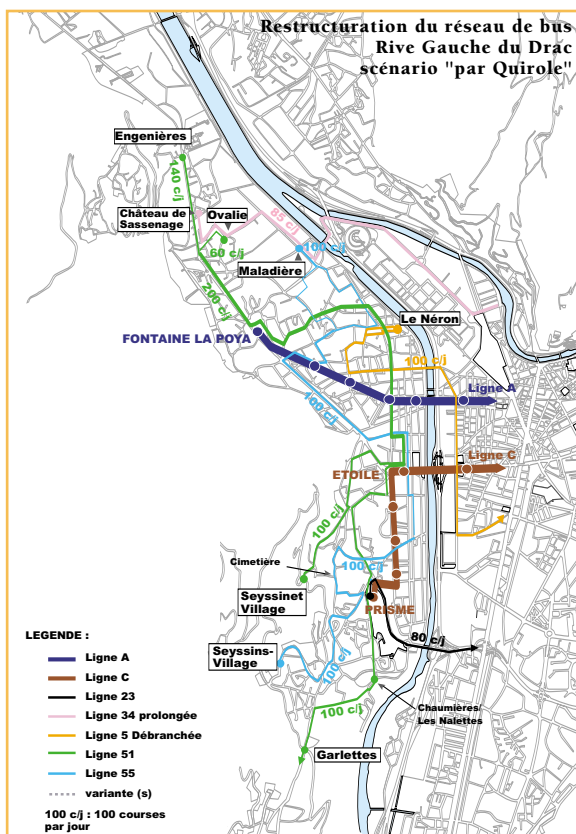 Restructuration du réseau de bus
Rive Gauche du Drac
scénario "par Quirole"
Engenières
140 c/j
Château de
Sassenage
Ovalie
60 c/j
85 c/j
100 c/j
Maladière
200 c/j
Le Néron
FONTAINE LA POYA
100 c/j
Ligne A
100 c/j
Ligne C
ETOILE
100 c/j
Cimetière
100 c/j
Seyssinet
Village
PRISME
80 c/j
Seyssins-
Village
100 c/j
Chaumières/
Les Nalettes
100 c/j
Garlettes
LEGENDE :
Ligne A
Ligne C
Ligne 23
Ligne 34 prolongée
Ligne 5 Débranchée
Ligne 51
Ligne 55
variante (s)
100 c/j : 100 courses
par jour